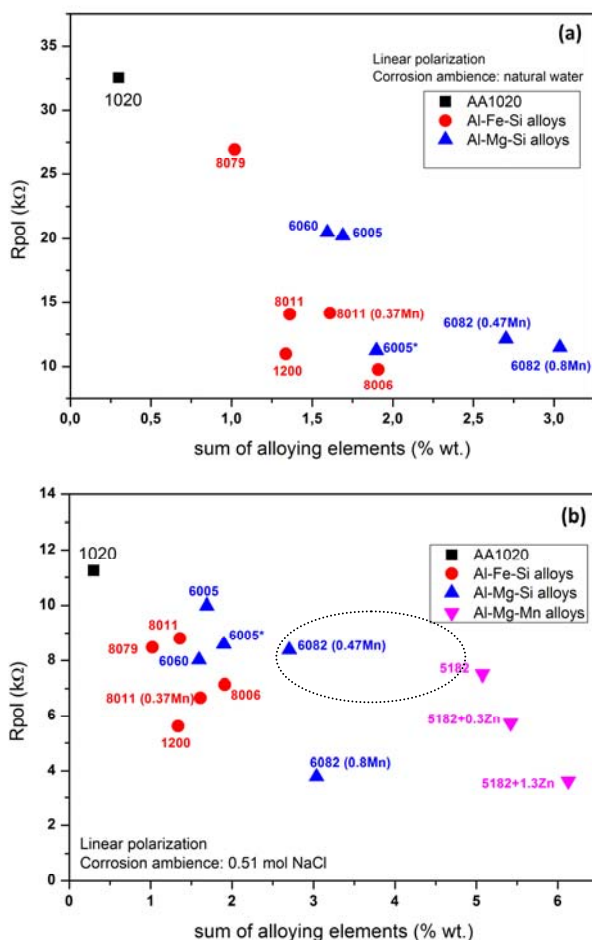 (a)
Linear polarization
Corrosion ambience: natural water
AA1020
Al-Fe-Si alloys
Al-Mg-Si alloys
Rpol (kΩ)
35
30
25
20
15
10
1020
8079
6060
6005
8011
8011 (0.37Mn)
1200
6005*
8006
6082 (0.47Mn)
6082 (0.8Mn)
0,0 0,5 1,0 1,5 2,0 2,5 3,0
sum of alloying elements (% wt.)
(b)
AA1020
Al-Fe-Si alloys
Al-Mg-Si alloys
Al-Mg-Mn alloys
Rpol (kΩ)
14
12
10
8
6
4
2
0
1020
6005
8011
6005*
8079
6060
6082 (0.47Mn)
8011 (0.37Mn)
8006
1200
6082 (0.8Mn)
5182
5182+0.3Zn
5182+1.3Zn
Linear polarization
Corrosion ambience: 0.51 mol NaCl
0 1 2 3 4 5 6
sum of alloying elements (% wt.)